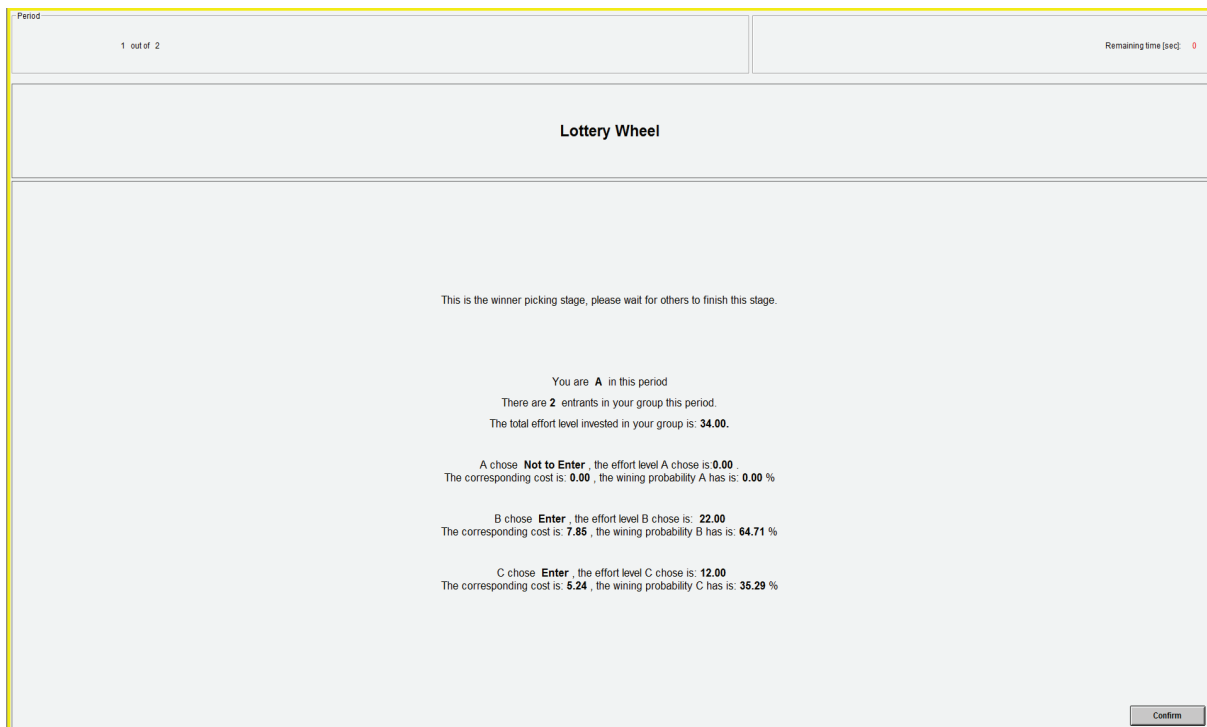 Period
1 out of 2
Remaining time [sec]: 0
Lottery Wheel
This is the winner picking stage, please wait for others to finish this stage.
You are A in this period
There are 2 entrants in your group this period.
The total effort level invested in your group is: 34.00.
A chose Not to Enter , the effort level A chose is:0.00 .
The corresponding cost is: 0.00 , the wining probability A has is: 0.00 %
B chose Enter , the effort level B chose is: 22.00
The corresponding cost is: 7.85 , the wining probability B has is: 64.71 %
C chose Enter , the effort level C chose is: 12.00
The corresponding cost is: 5.24 , the wining probability C has is: 35.29 %
Confirm